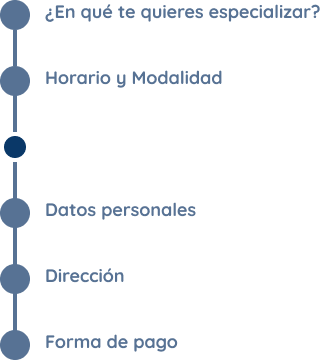 ¿En qué te quieres especializar?
Horario y Modalidad
Datos personales
Dirección
Forma de pago